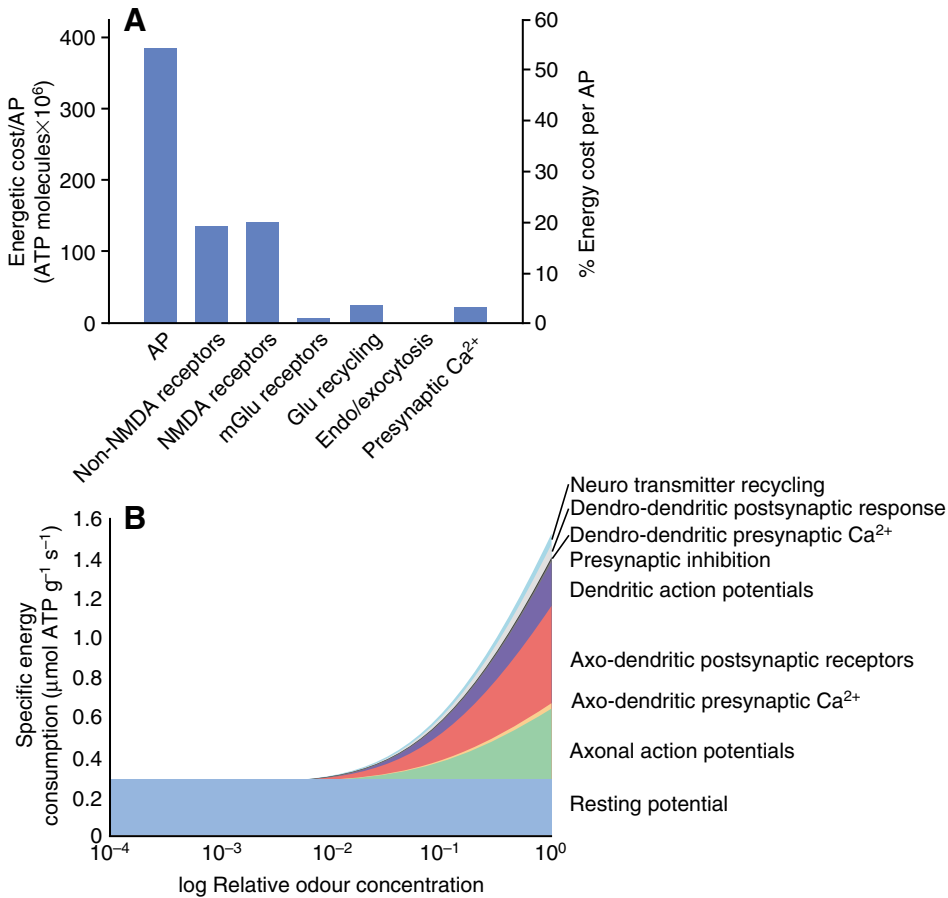 A
Energetic cost/AP
(ATP molecules×10⁶)
400
300
200
100
0
60
50
40
30
20
10
0
% Energy cost per AP
AP
Non-NMDA receptors
NMDA receptors
mGlu receptors
Glu recycling
Endo/exocytosis
Presynaptic Ca²⁺
B
Specific energy
consumption (μmol ATP g⁻¹ s⁻¹)
1.6
1.4
1.2
1.0
0.8
0.6
0.4
0.2
0
10⁻⁴
10⁻³
10⁻²
10⁻¹
10⁰
log Relative odour concentration
Neuro transmitter recycling
Dendro-dendritic postsynaptic response
Dendro-dendritic presynaptic Ca²⁺
Presynaptic inhibition
Dendritic action potentials
Axo-dendritic postsynaptic receptors
Axo-dendritic presynaptic Ca²⁺
Axonal action potentials
Resting potential